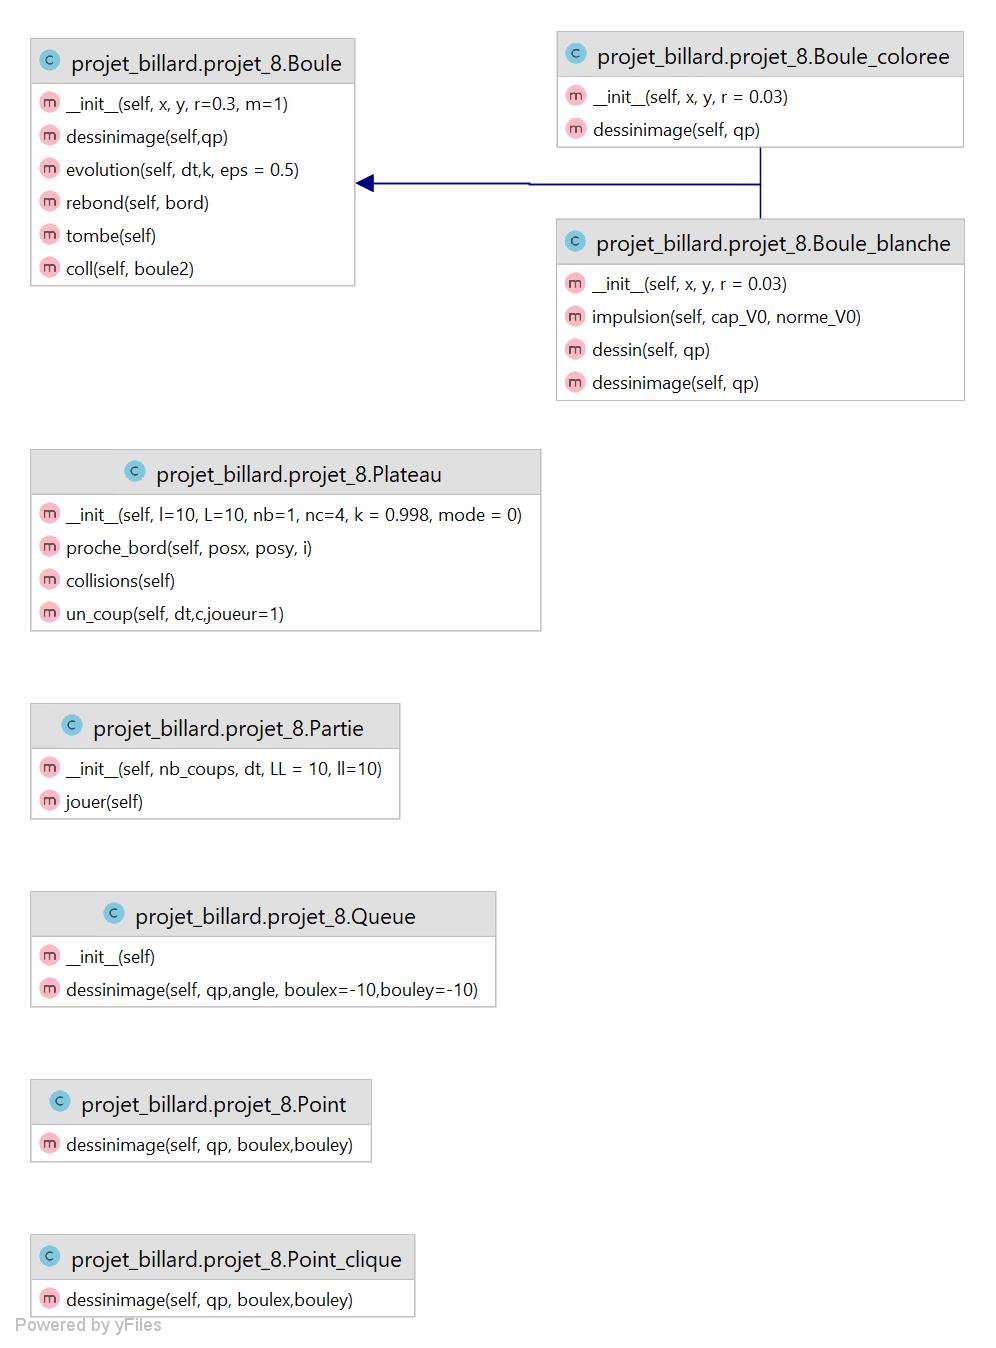 C projet_billard.projet_8.Boule
m __init__(self, x, y, r=0.3, m=1)
m dessinimage(self,qp)
m evolution(self, dt,k, eps = 0.5)
m rebond(self, bord)
m tombe(self)
m coll(self, boule2)
C projet_billard.projet_8.Boule_coloree
m __init__(self, x, y, r = 0.03)
m dessinimage(self, qp)
C projet_billard.projet_8.Boule_blanche
m __init__(self, x, y, r = 0.03)
m impulsion(self, cap_V0, norme_V0)
m dessin(self, qp)
m dessinimage(self, qp)
C projet_billard.projet_8.Plateau
m __init__(self, l=10, L=10, nb=1, nc=4, k = 0.998, mode = 0)
m proche_bord(self, posx, posy, i)
m collisions(self)
m un_coup(self, dt,c,joueur=1)
C projet_billard.projet_8.Partie
m __init__(self, nb_coups, dt, LL = 10, ll=10)
m jouer(self)
C projet_billard.projet_8.Queue
m __init__(self)
m dessinimage(self, qp,angle, boulex=-10,bouley=-10)
C projet_billard.projet_8.Point
m dessinimage(self, qp, boulex,bouley)
C projet_billard.projet_8.Point_clique
m dessinimage(self, qp, boulex,bouley)
Powered by yFiles